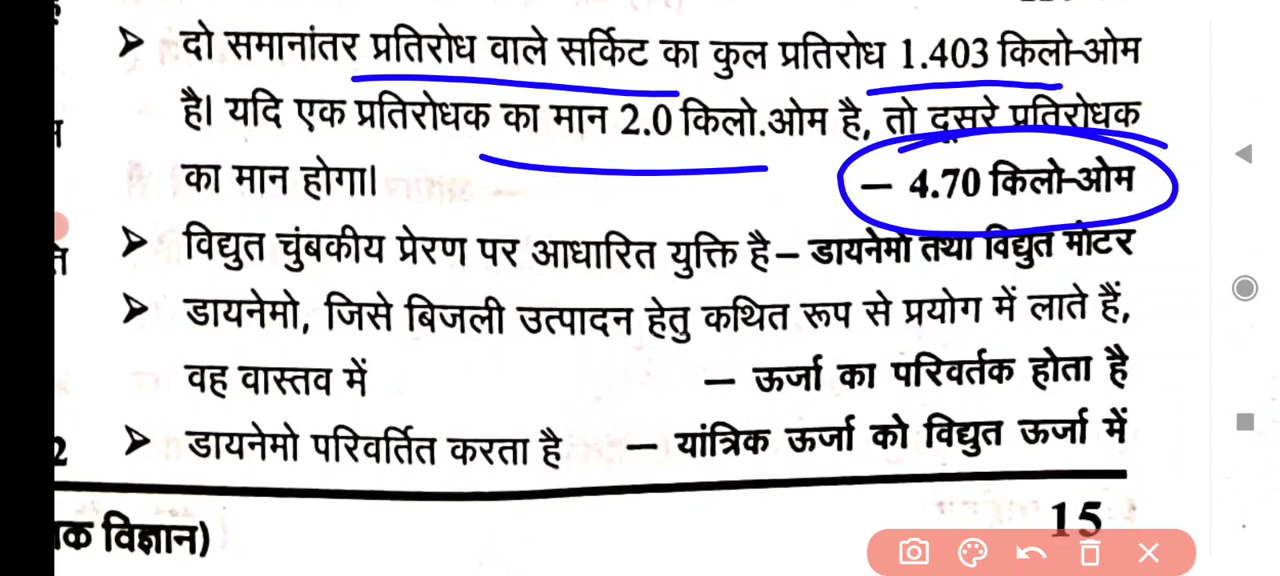 ➤ दो समानांतर प्रतिरोध वाले सर्किट का कुल प्रतिरोध 1.403 किलो-ओम
है। यदि एक प्रतिरोधक का मान 2.0 किलो.ओम है, तो दूसरे प्रतिरोधक
का मान होगा। – 4.70 किलो-ओम
➤ विद्युत चुंबकीय प्रेरण पर आधारित युक्ति है – डायनेमो तथा विद्युत मोटर
➤ डायनेमो, जिसे बिजली उत्पादन हेतु कथित रूप से प्रयोग में लाते हैं,
वह वास्तव में – ऊर्जा का परिवर्तक होता है
➤ डायनेमो परिवर्तित करता है – यांत्रिक ऊर्जा को विद्युत ऊर्जा में
15
विज्ञान)